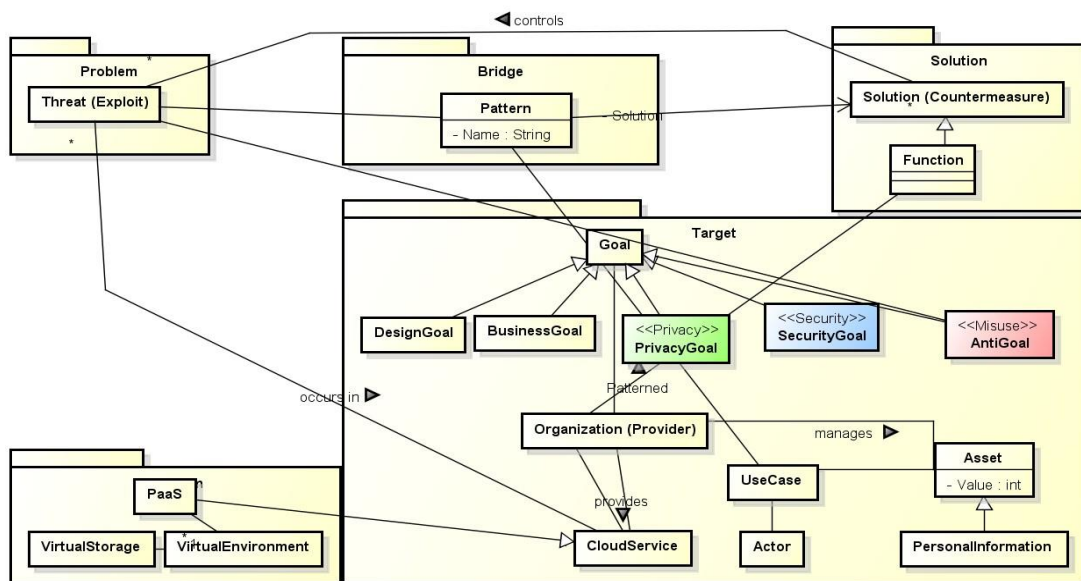 controls
Problem
*
Threat (Exploit)
*
Bridge
Pattern
- Name : String
- Solution
Solution
Solution (Countermeasure)
*
Function
Target
Goal
DesignGoal
BusinessGoal
<<Privacy>>
PrivacyGoal
<<Security>>
SecurityGoal
<<Misuse>>
AntiGoal
occurs in
Patterned
Organization (Provider)
manages
Asset
- Value : int
UseCase
provides
PaaS
VirtualStorage
*
VirtualEnvironment
CloudService
Actor
PersonalInformation